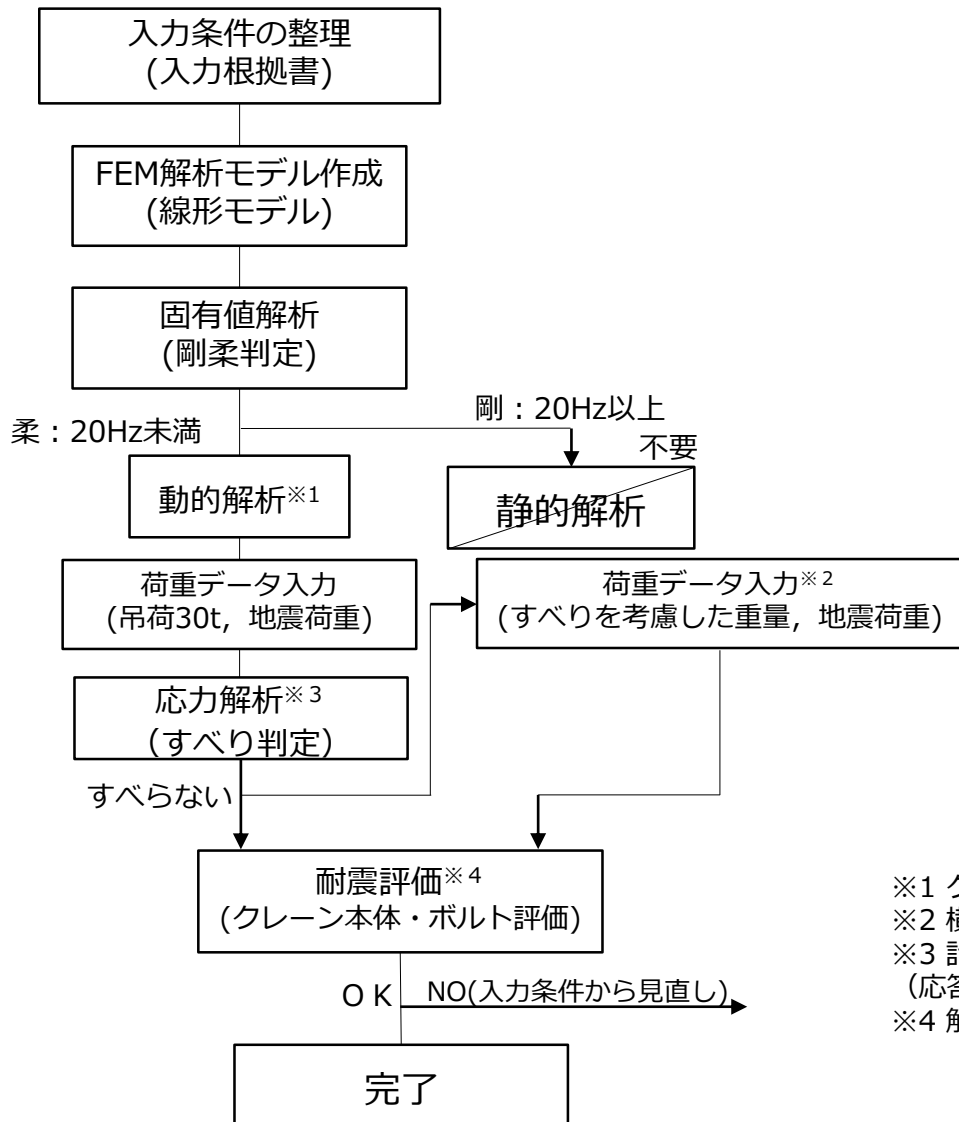 入力条件の整理
(入力根拠書)
FEM解析モデル作成
(線形モデル)
固有値解析
(剛柔判定)
柔：20Hz未満
剛：20Hz以上
不要
動的解析※1
静的解析
荷重データ入力
(吊荷30t，地震荷重)
荷重データ入力※2
(すべりを考慮した重量，地震荷重)
応力解析※3
(すべり判定)
すべらない
耐震評価※4
(クレーン本体・ボルト評価)
ＯＫ
NO(入力条件から見直し)
完了
※1 ク
※2
※3
（応答
※4